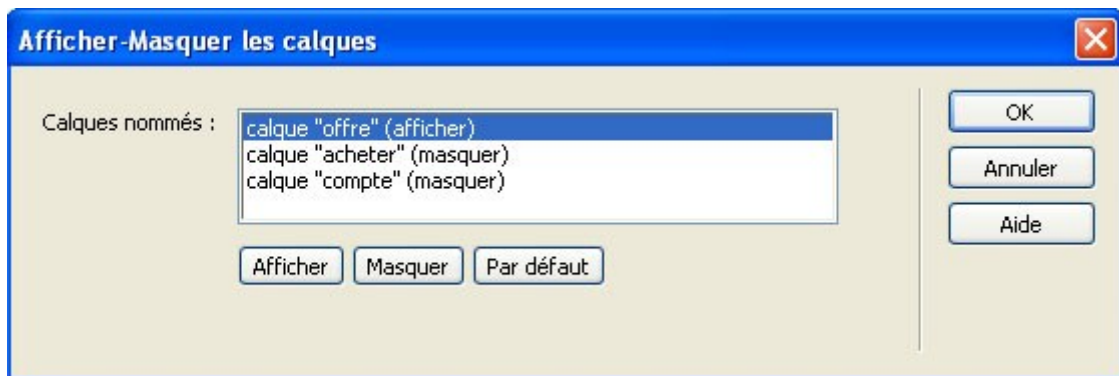 Afficher-Masquer les calques
Calques nommés :
calque "offre" (afficher)
calque "acheter" (masquer)
calque "compte" (masquer)
Afficher
Masquer
Par défaut
OK
Annuler
Aide